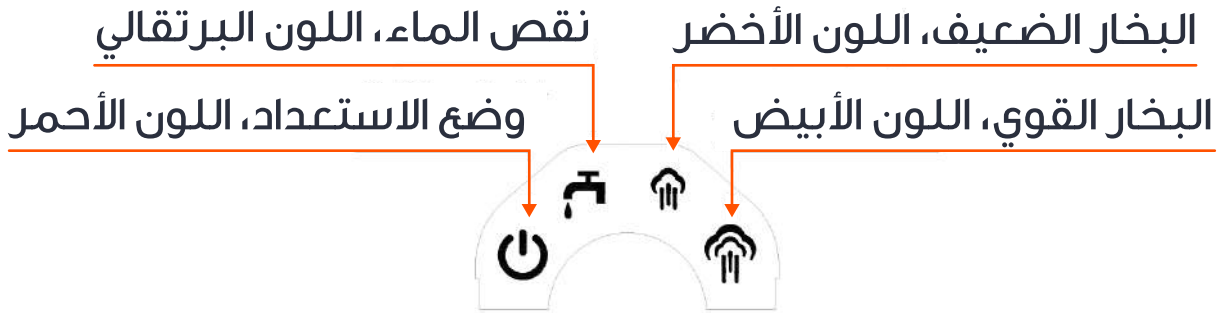 البخار الضعيف، اللون الأخضر
نقص الماء، اللون البرتقالي
البخار القوي، اللون الأبيض
وضع الاستعداد، اللون الأحمر